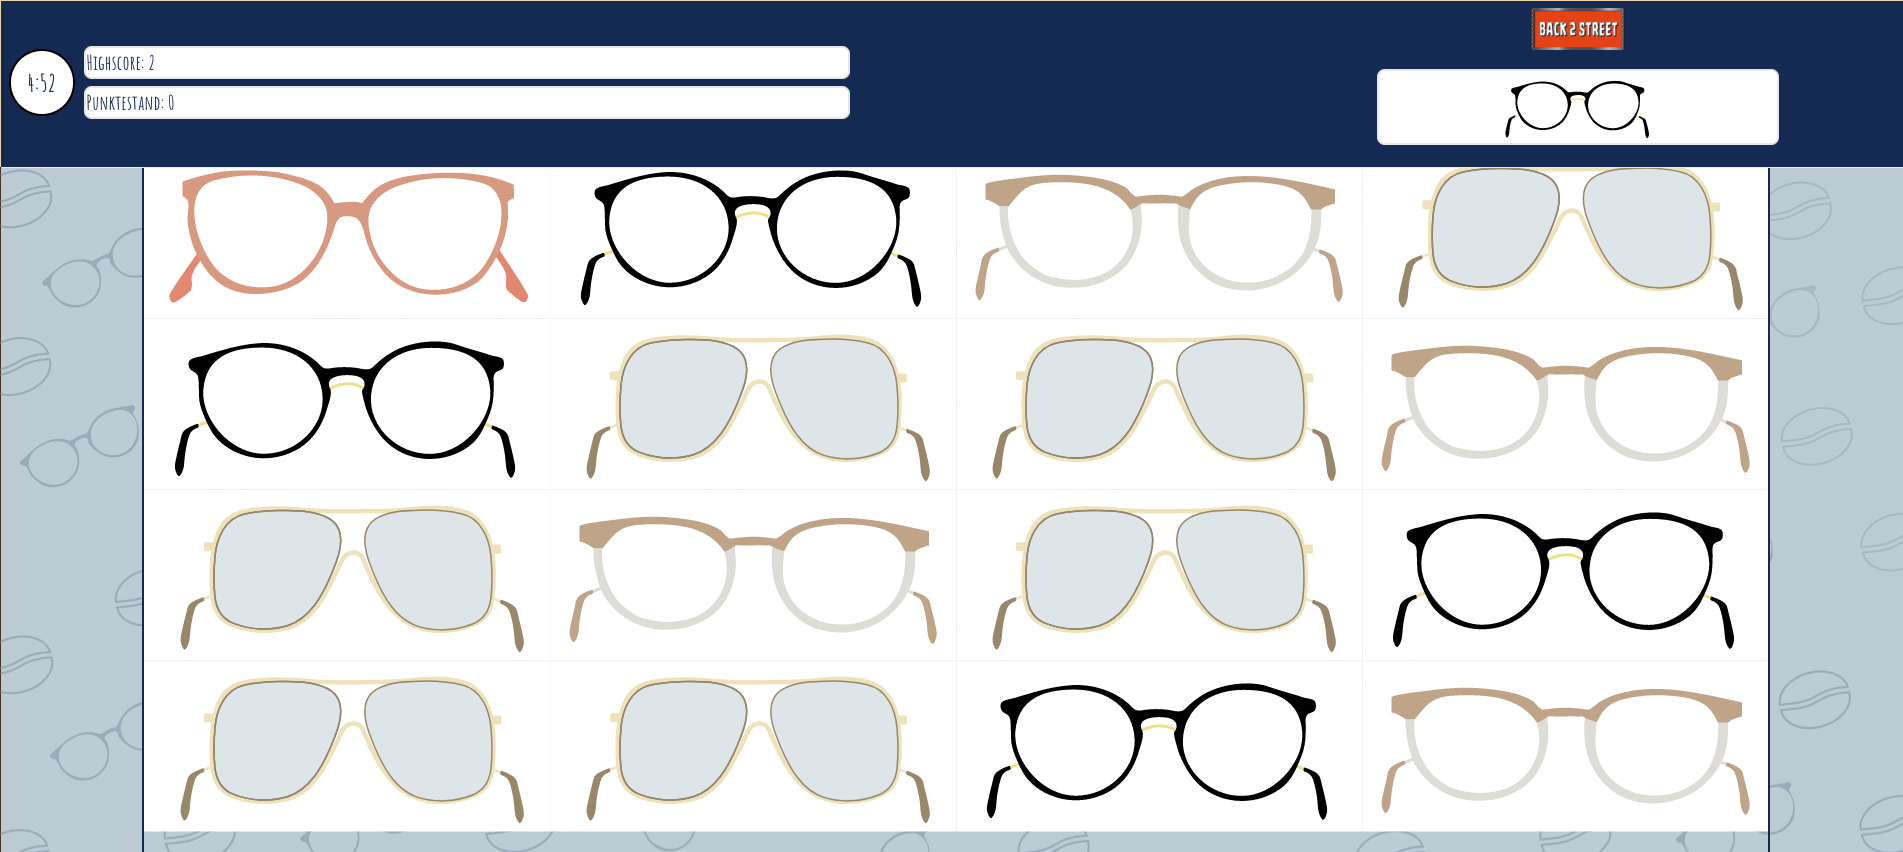 BACK 2 STREET
4:52
Highscore: 2
Punktestand: 0